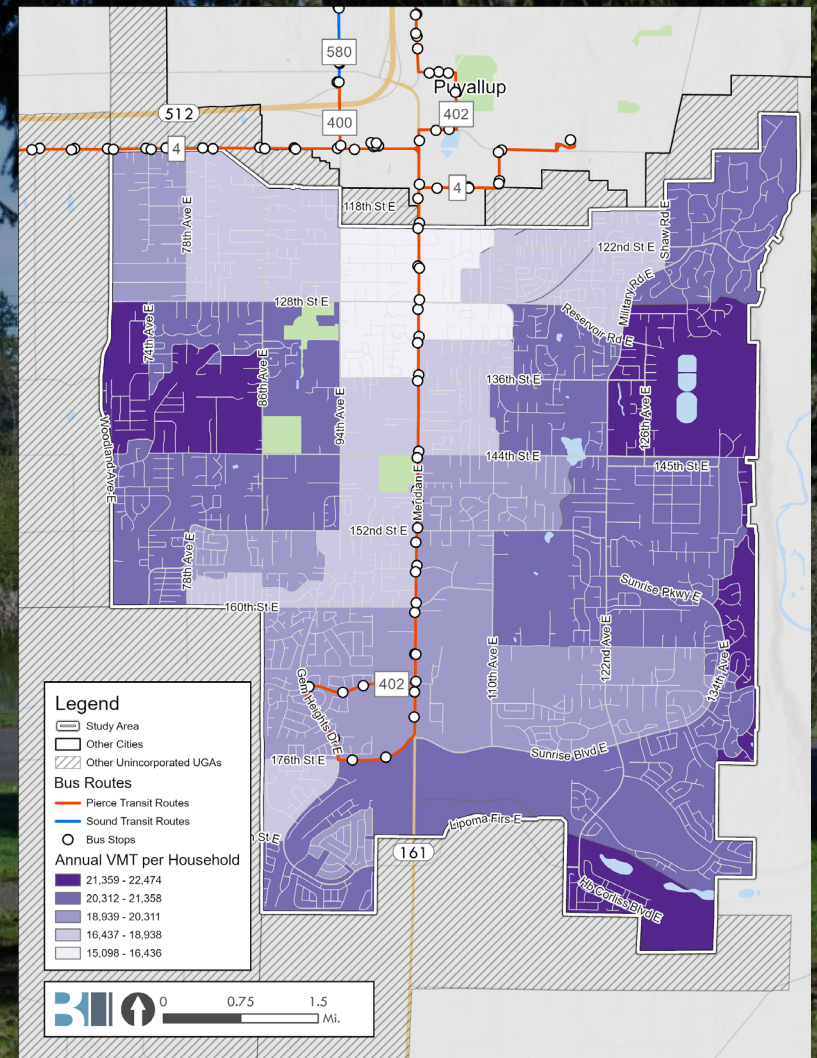 580
Puyallup
512
400
402
4
4
118th St E
78th Ave E
Shaw Rd E
122nd St E
Military Rd E
128th St E
Reservoir Rd E
74th Ave E
86th Ave E
136th St E
94th Ave E
126th Ave E
Woodland Ave E
144th St E
145th St E
Meridian E
152nd St E
78th Ave E
Sunrise Pkwy E
160th St E
110th Ave E
122nd Ave E
134th Ave E
402
Gem Heights Dr E
176th St E
Sunrise Blvd E
Lipoma Firs E
h St E
161
Hb Corliss Blvd E
Legend
Study Area
Other Cities
Other Unincorporated UGAs
Bus Routes
Pierce Transit Routes
Sound Transit Routes
Bus Stops
Annual VMT per Household
21,359 - 22,474
20,312 - 21,358
18,939 - 20,311
16,437 - 18,938
15,098 - 16,436
0 0.75 1.5
Mi.